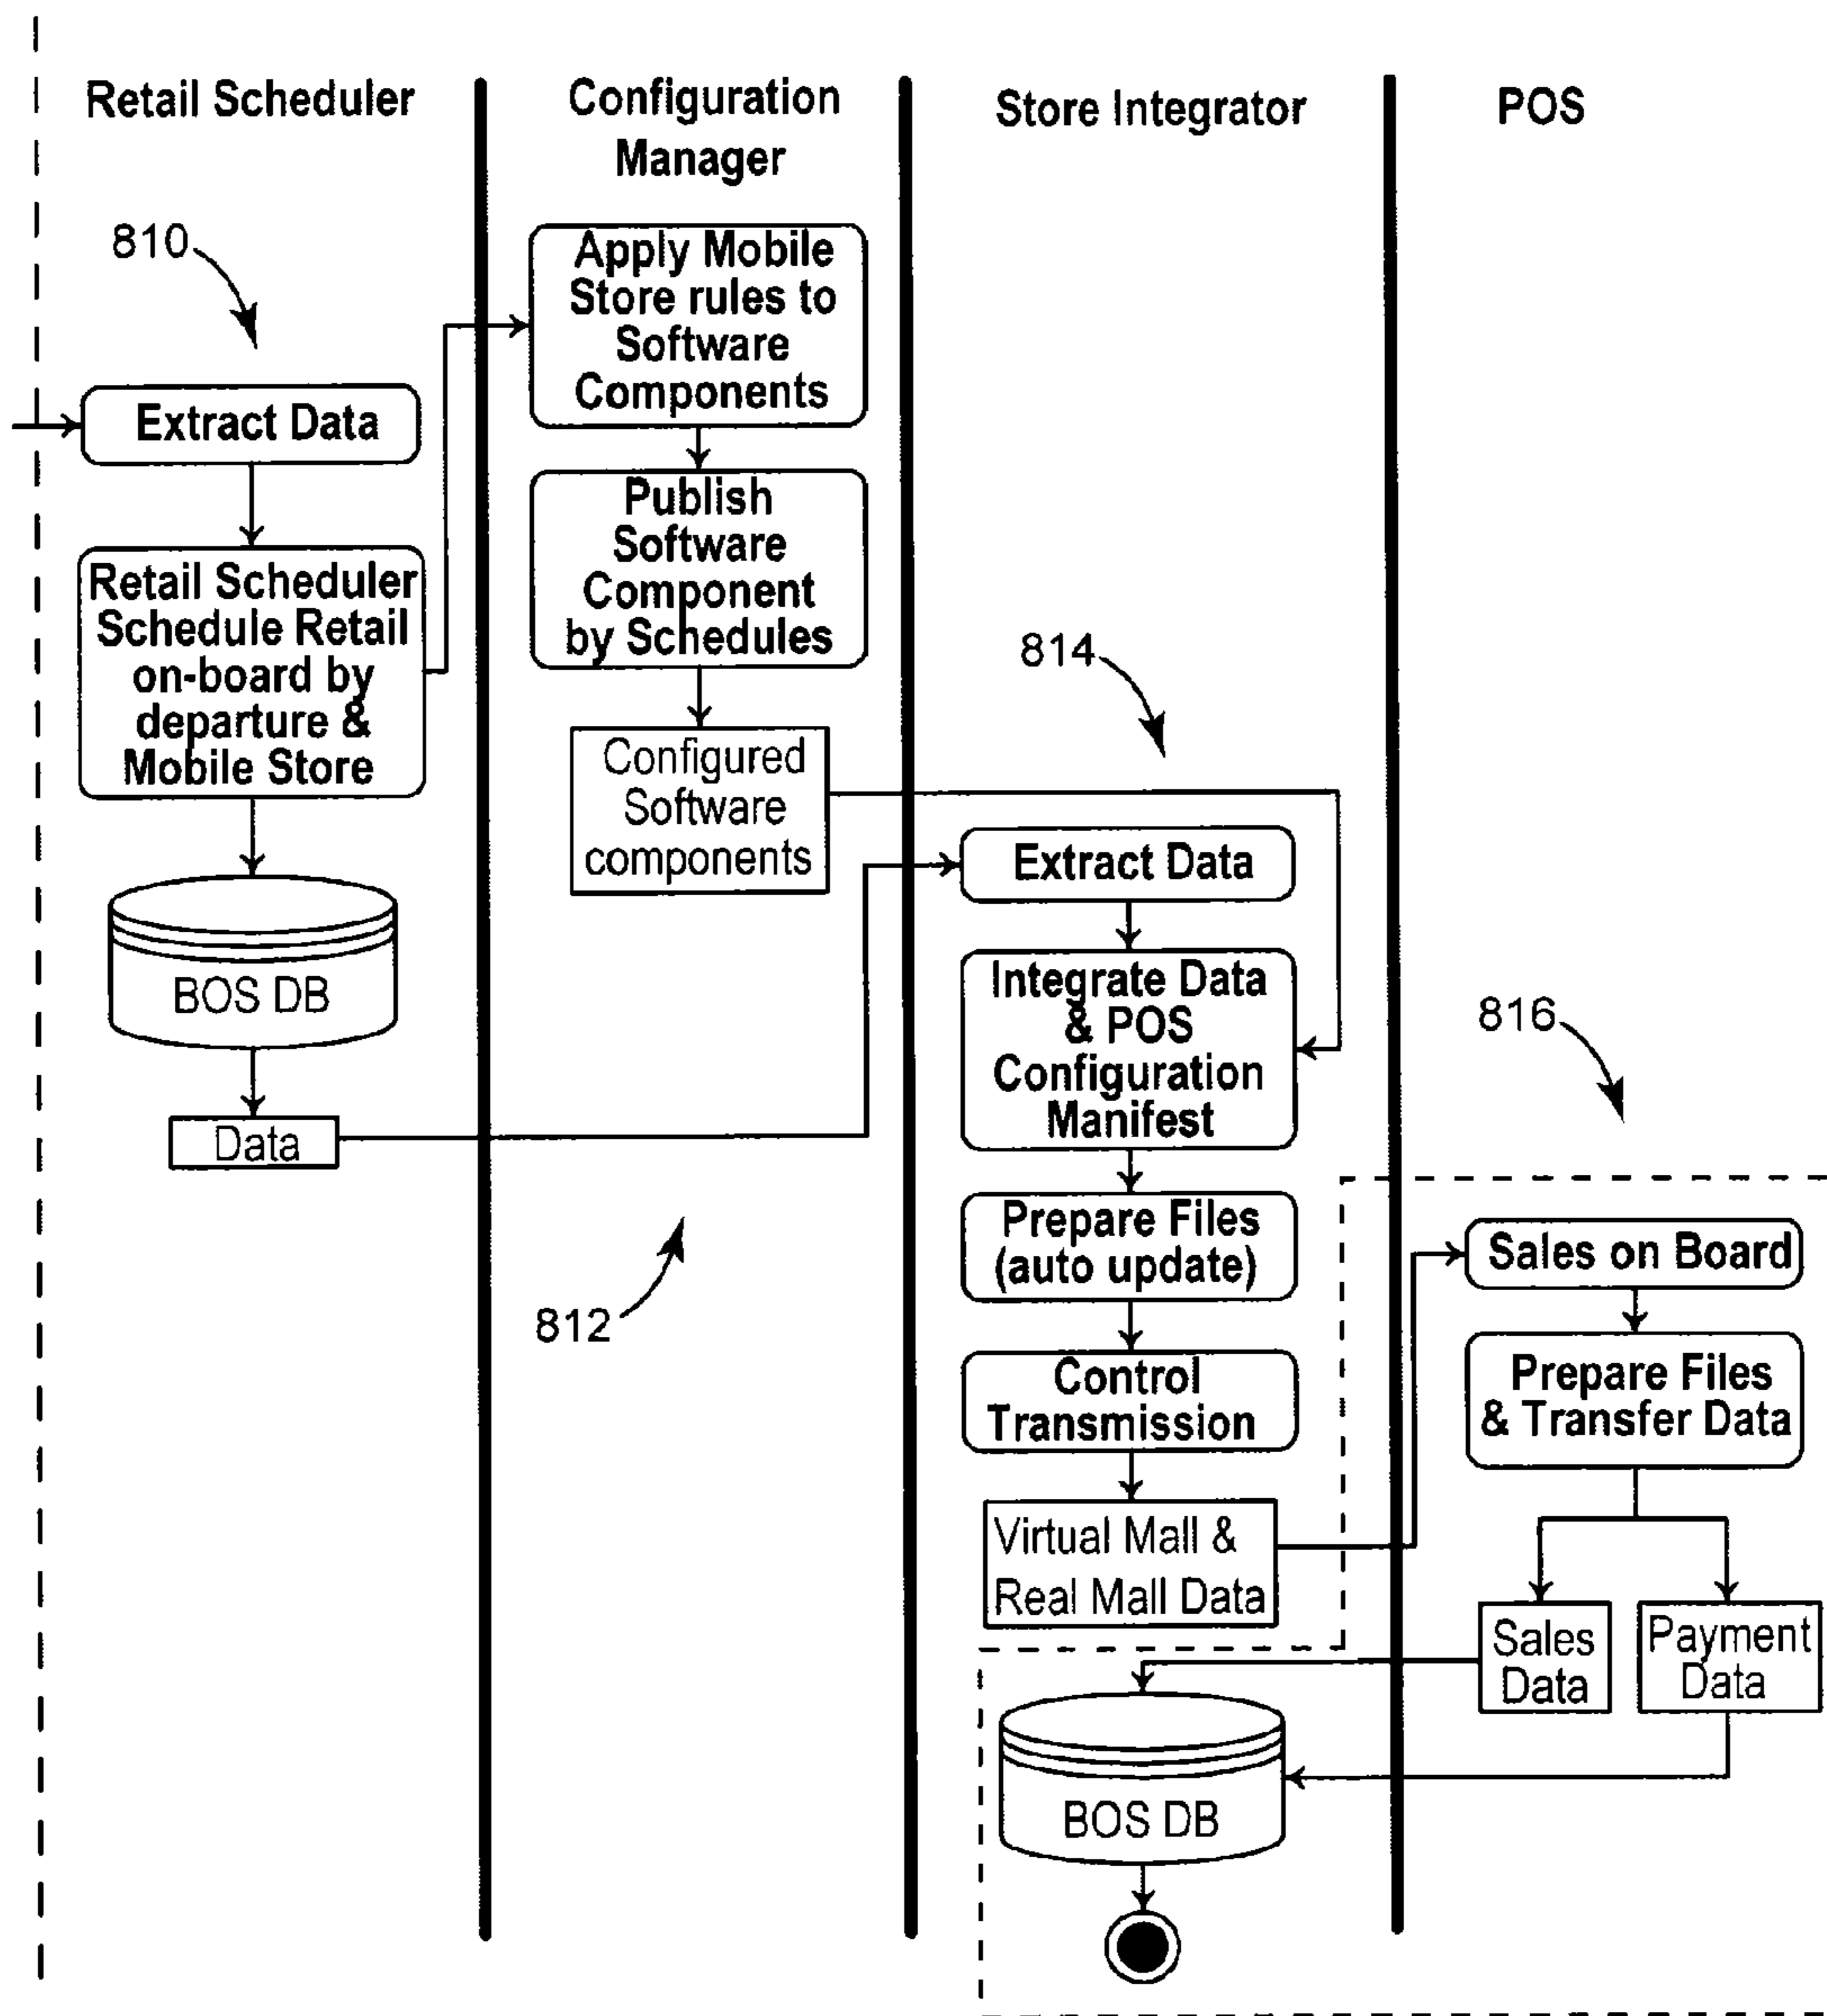 Retail Scheduler
Configuration
Manager
Store Integrator
POS
810
Extract Data
Retail Scheduler
Schedule Retail
on-board by
departure &
Mobile Store
BOS DB
Data
Apply Mobile
Store rules to
Software
Components
Publish
Software
Component
by Schedules
Configured
Software
components
812
814
Extract Data
Integrate Data
& POS
Configuration
Manifest
Prepare Files
(auto update)
Control
Transmission
Virtual Mall &
Real Mall Data
BOS DB
816
Sales on Board
Prepare Files
& Transfer Data
Sales
Data
Payment
Data